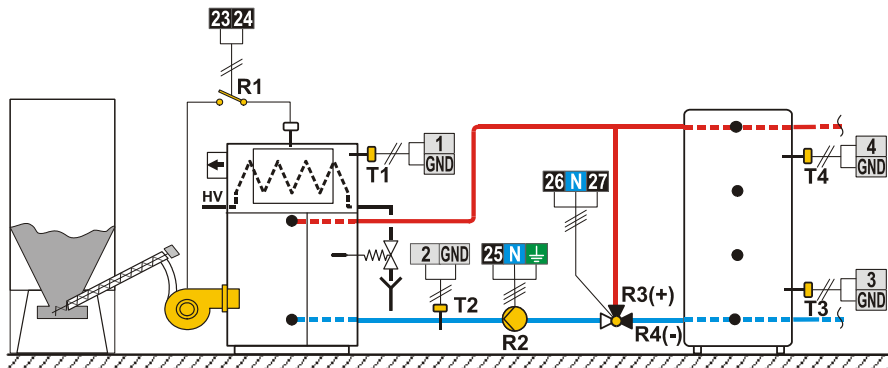 23 24
R1
HV
T1
1
GND
2 GND
T2
25 N
R2
26 N 27
R3(+)
R4(-)
T4
4
GND
T3
3
GND